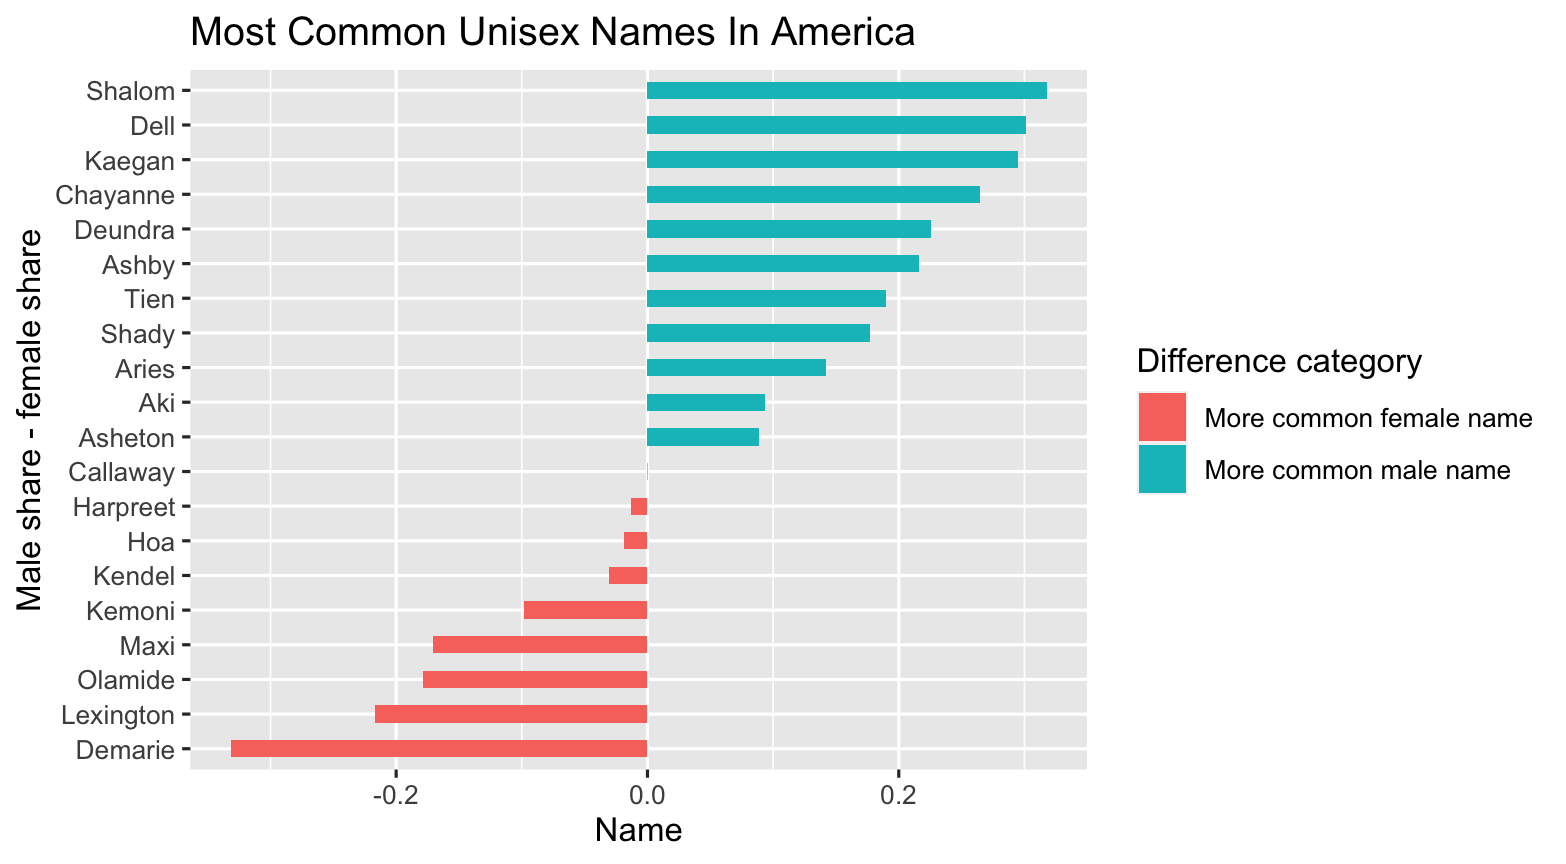 Most Common Unisex Names In America
Male share - female share
Shalom
Dell
Kaegan
Chayanne
Deundra
Ashby
Tien
Shady
Aries
Aki
Asheton
Callaway
Harpreet
Hoa
Kendel
Kemoni
Maxi
Olamide
Lexington
Demarie
-0.2 0.0 0.2
Name
Difference category
More common female name
More common male name